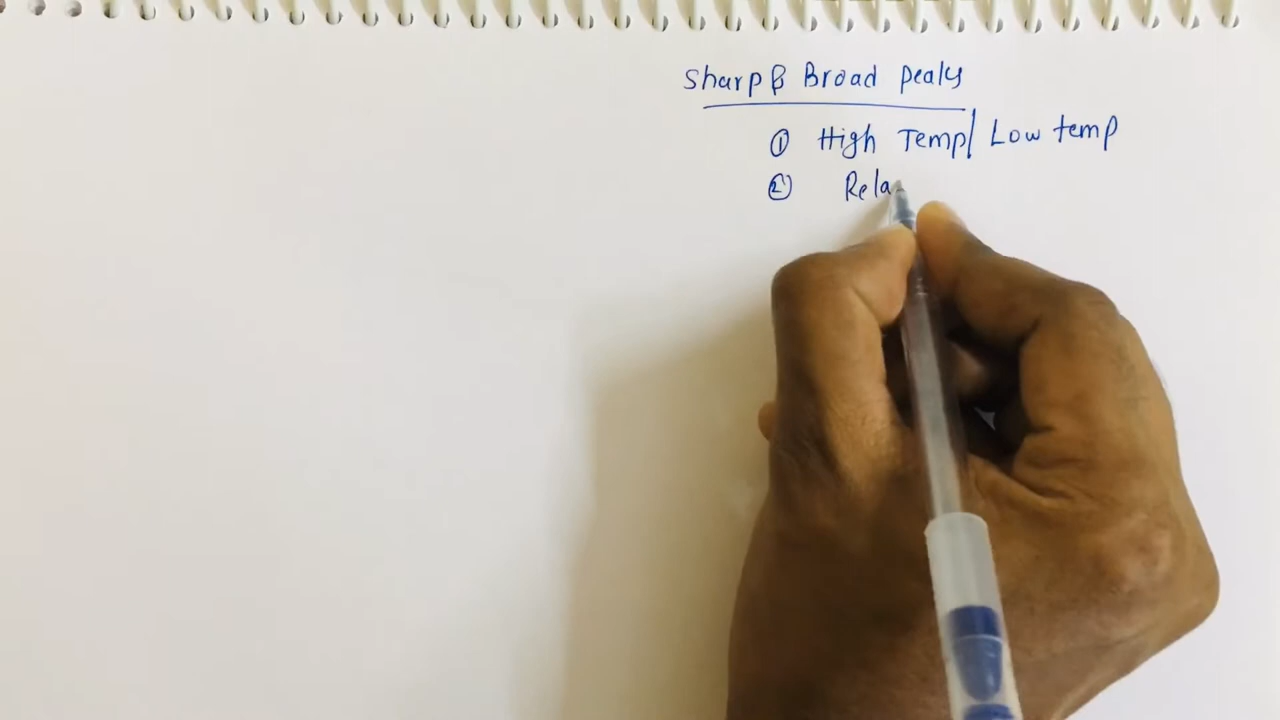 Sharp & Broad peaks
① High Temp/ Low temp
② Rela